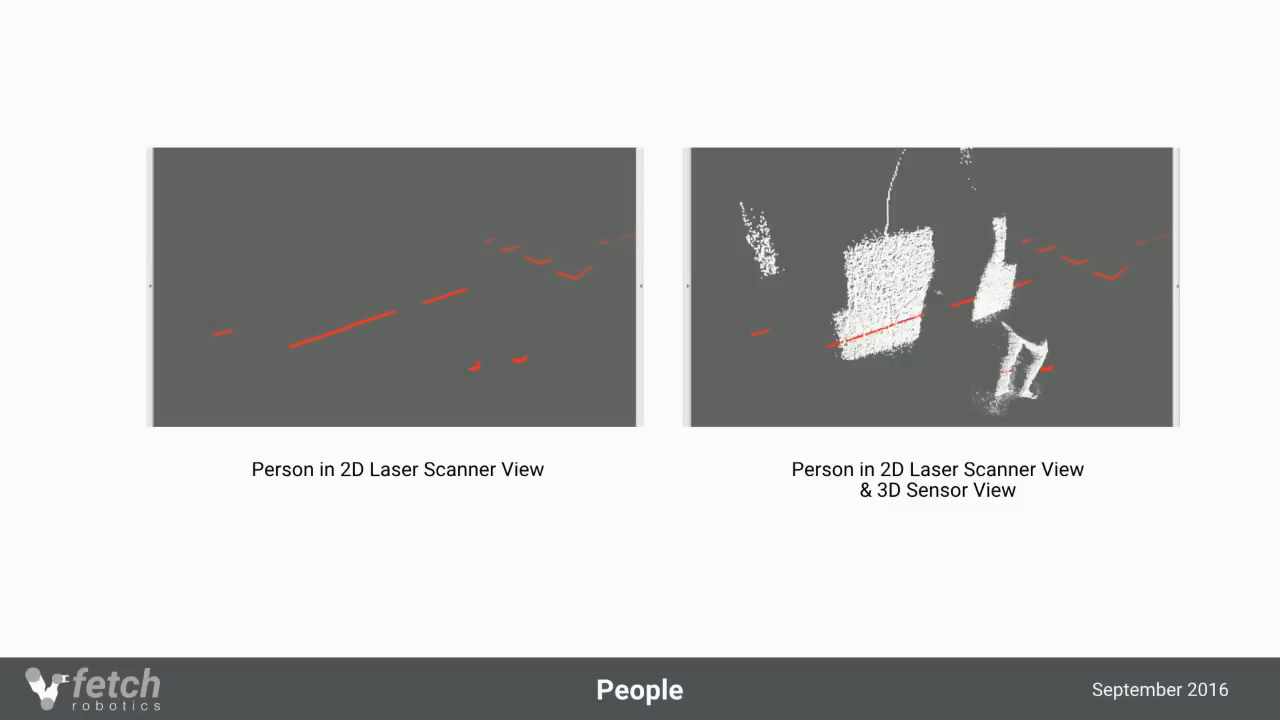 Person in 2D Laser Scanner View
Person in 2D Laser Scanner View
& 3D Sensor View
fetch
robotics
People
September 2016